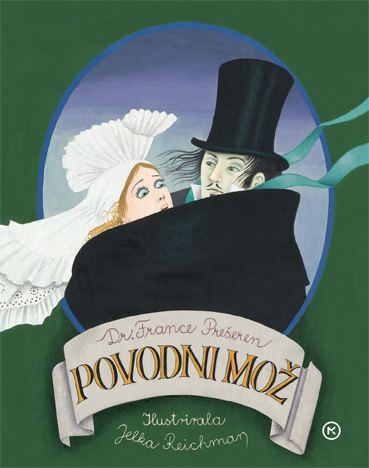 Dr. France Prešeren
POVODNI MOŽ
Ilustrirala
Jelka Reichman